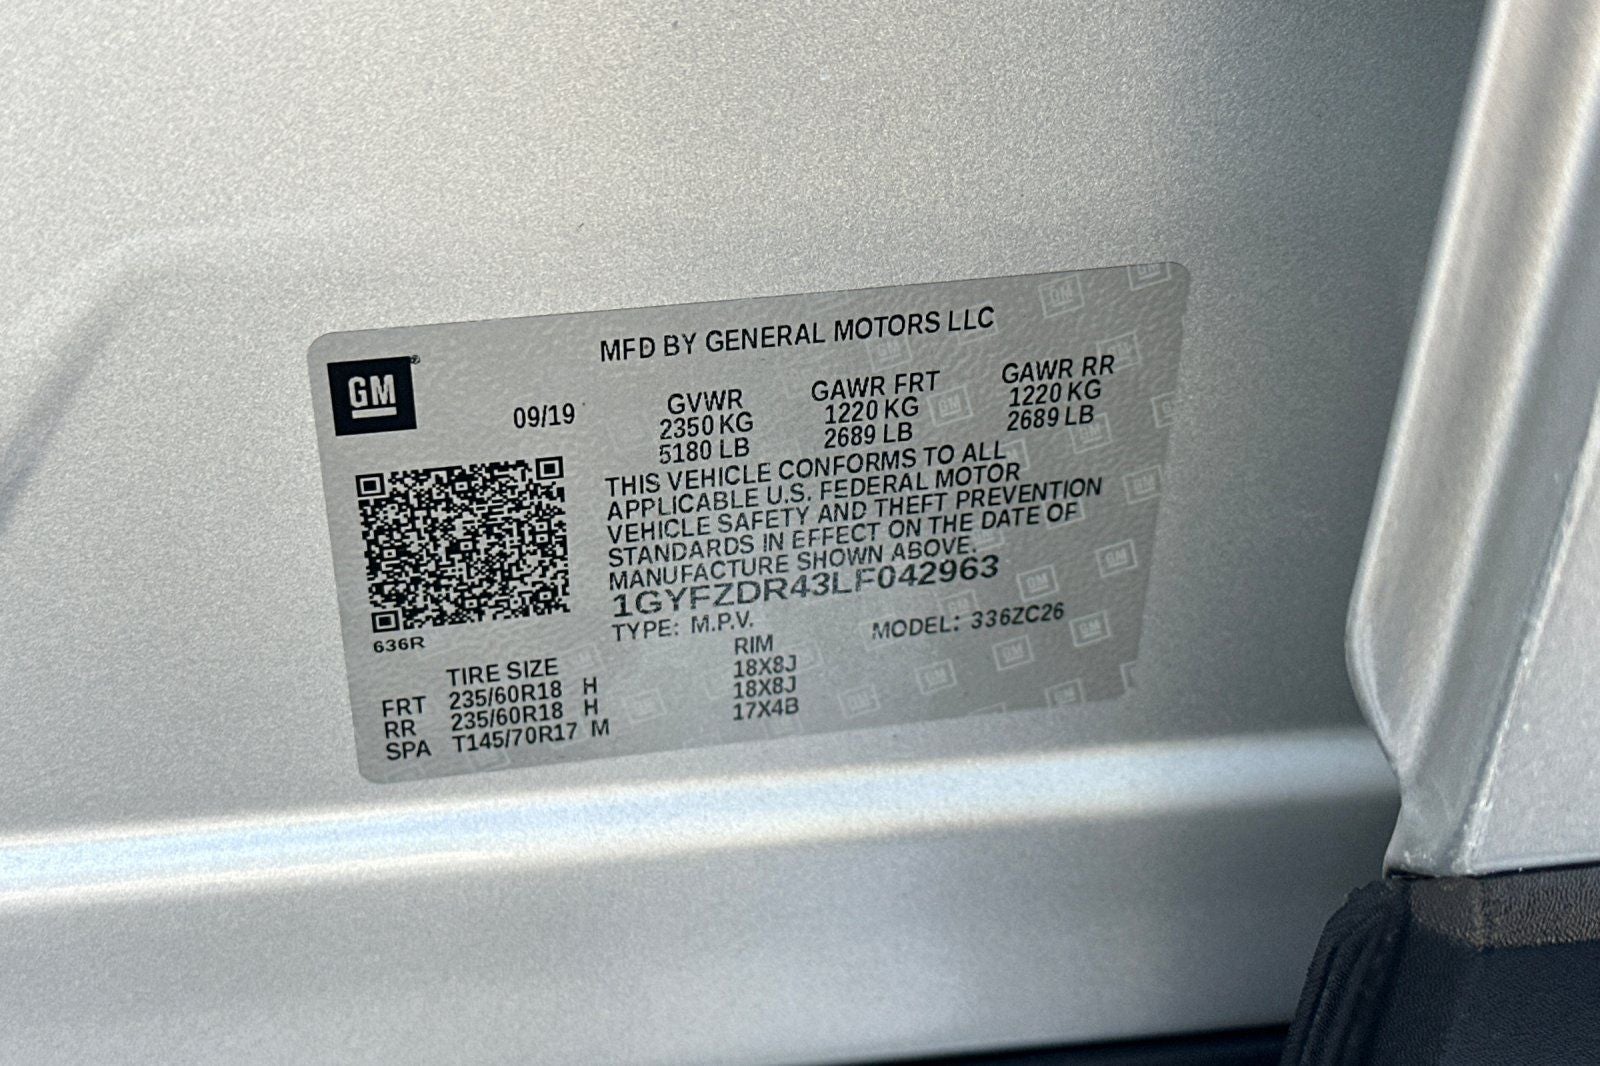 MFD BY GENERAL MOTORS LLC
GM
09/19
GVWR
2350 KG
5180 LB
GAWR FRT
1220 KG
2689 LB
GAWR RR
1220 KG
2689 LB
THIS VEHICLE CONFORMS TO ALL
APPLICABLE U.S. FEDERAL MOTOR
VEHICLE SAFETY AND THEFT PREVENTION
STANDARDS IN EFFECT ON THE DATE OF
MANUFACTURE SHOWN ABOVE.
1GYFZDR43LF042963
TYPE: M.P.V. MODEL: 336ZC26
636R
TIRE SIZE RIM
FRT 235/60R18 H 18X8J
RR 235/60R18 H 18X8J
SPA T145/70R17 M 17X4B